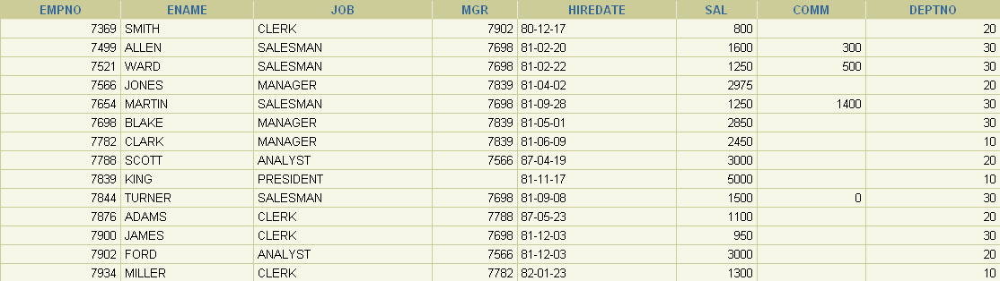 EMPNO ENAME JOB MGR HIREDATE SAL COMM DEPTNO
7369 SMITH CLERK 7902 80-12-17 800 20
7499 ALLEN SALESMAN 7698 81-02-20 1600 300 30
7521 WARD SALESMAN 7698 81-02-22 1250 500 30
7566 JONES MANAGER 7839 81-04-02 2975 20
7654 MARTIN SALESMAN 7698 81-09-28 1250 1400 30
7698 BLAKE MANAGER 7839 81-05-01 2850 30
7782 CLARK MANAGER 7839 81-06-09 2450 10
7788 SCOTT ANALYST 7566 87-04-19 3000 20
7839 KING PRESIDENT 81-11-17 5000 10
7844 TURNER SALESMAN 7698 81-09-08 1500 0 30
7876 ADAMS CLERK 7788 87-05-23 1100 20
7900 JAMES CLERK 7698 81-12-03 950 30
7902 FORD ANALYST 7566 81-12-03 3000 20
7934 MILLER CLERK 7782 82-01-23 1300 10